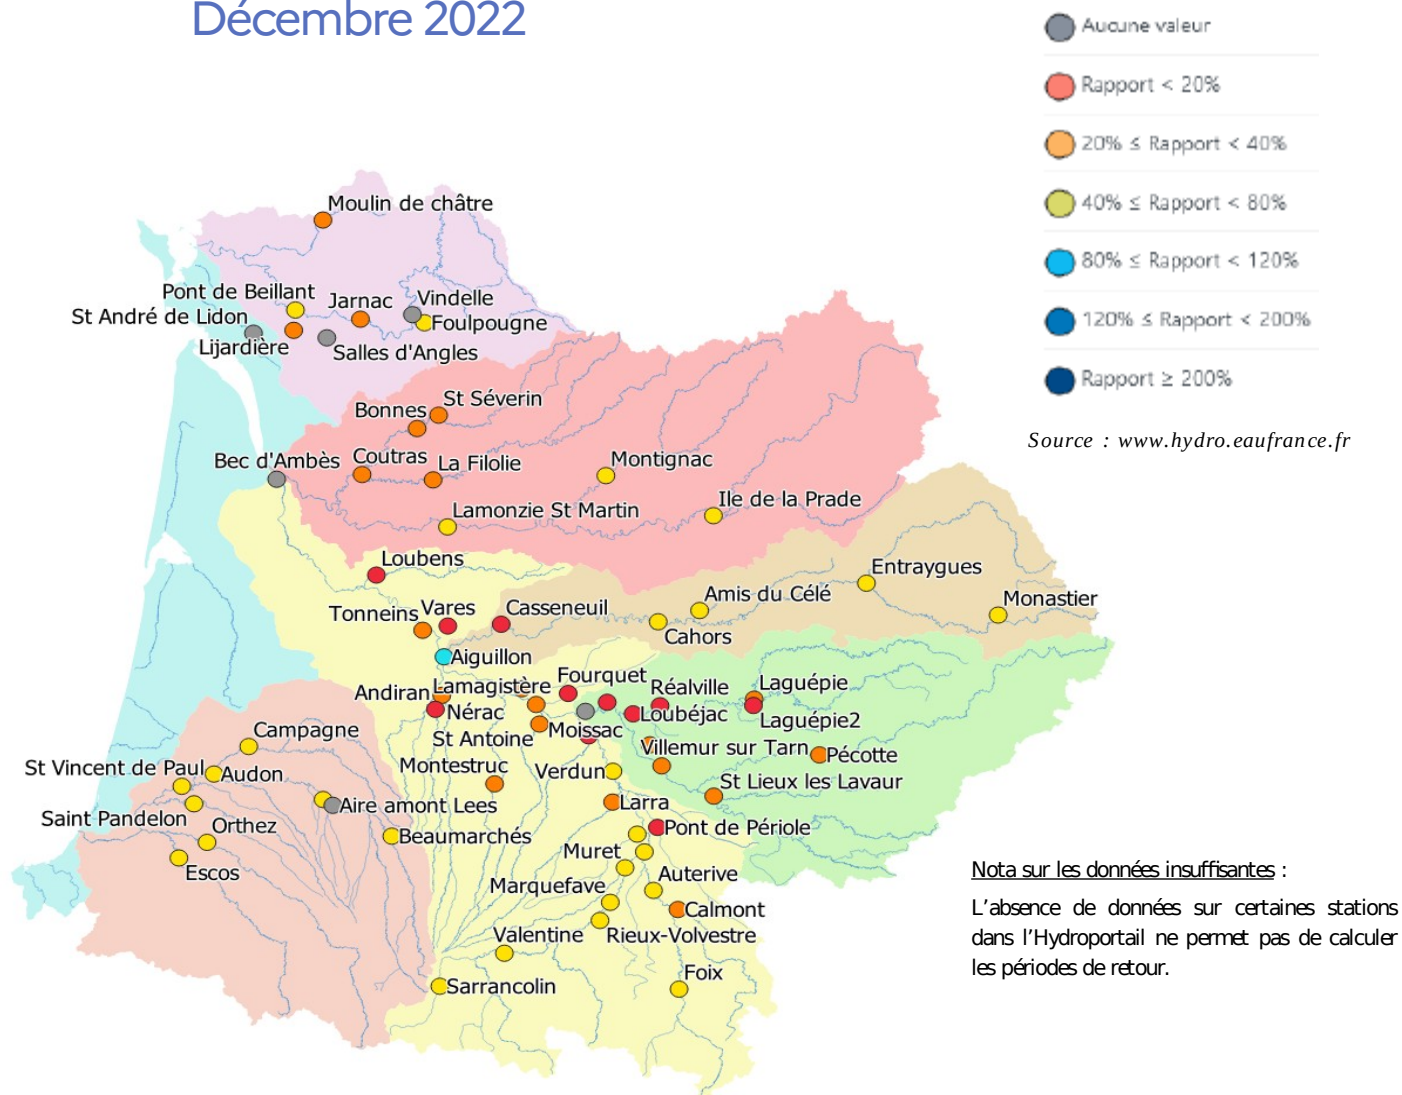 Décembre 2022
Aucune valeur
Rapport < 20%
20% ≤ Rapport < 40%
40% ≤ Rapport < 80%
80% ≤ Rapport < 120%
120% ≤ Rapport < 200%
Rapport ≥ 200%
Source : www.hydro.eaufrance.fr
Moulin de châtre
Pont de Beillant
Jarnac
Vindelle
St André de Lidon
Foulpougne
Lijardière
Salles d'Angles
St Séverin
Bonnes
Bec d'Ambès
Coutras
La Filolie
Montignac
Ile de la Prade
Lamonzie St Martin
Loubens
Entraygues
Amis du Célé
Monastier
Tonneins
Vares
Casseneuil
Cahors
Aiguillon
Fourquet
Andiran
Lamagistère
Réalville
Laguépie
Nérac
Loubéjac
Laguépie2
St Antoine
Moissac
Campagne
Villemur sur Tarn
Pécotte
St Vincent de Paul
Audon
Montestruc
Verdun
St Lieux les Lavaur
Aire amont Lees
Larra
Saint Pandelon
Orthez
Beaumarchés
Pont de Périole
Muret
Escos
Auterive
Marquefave
Calmont
Valentine
Rieux-Volvestre
Foix
Sarrancolin
Nota sur les données insuffisantes :
L'absence de données sur certaines stations
dans l'Hydroportail ne permet pas de calculer
les périodes de retour.